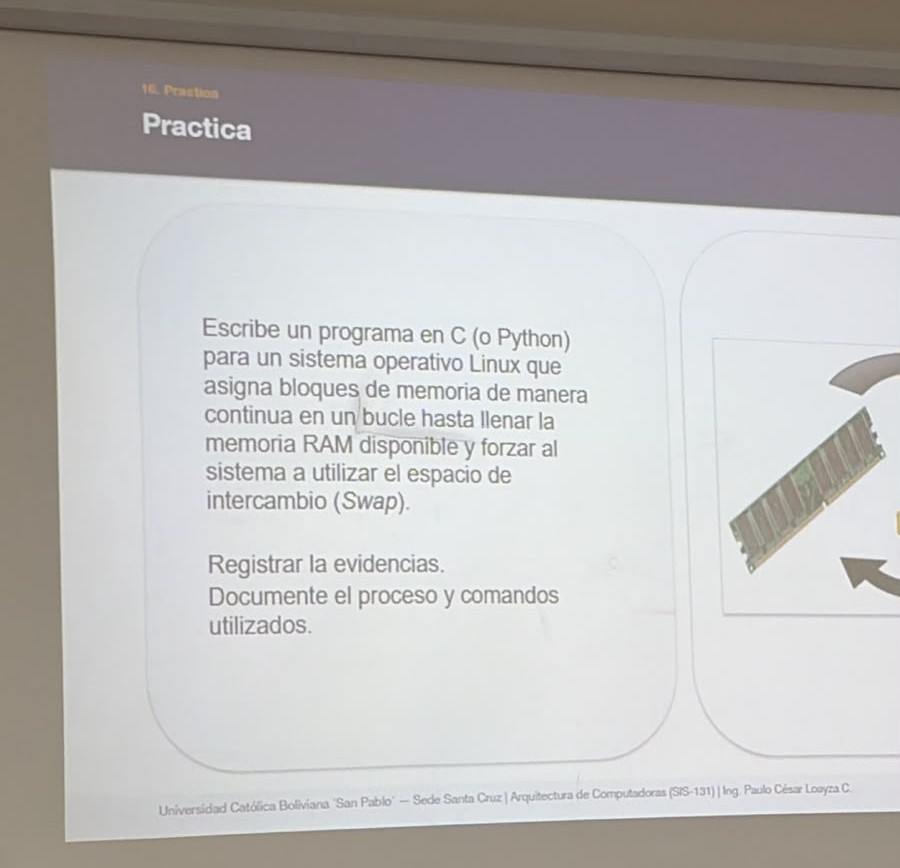 16. Practica
Practica
Escribe un programa en C (o Python)
para un sistema operativo Linux que
asigna bloques de memoria de manera
continua en un bucle hasta llenar la
memoria RAM disponible y forzar al
sistema a utilizar el espacio de
intercambio (Swap).
Registrar la evidencias.
Documente el proceso y comandos
utilizados.
Universidad Católica Boliviana "San Pablo" — Sede Santa Cruz | Arquitectura de Computadoras (SIS-131) | Ing. Paulo César Loayza C.